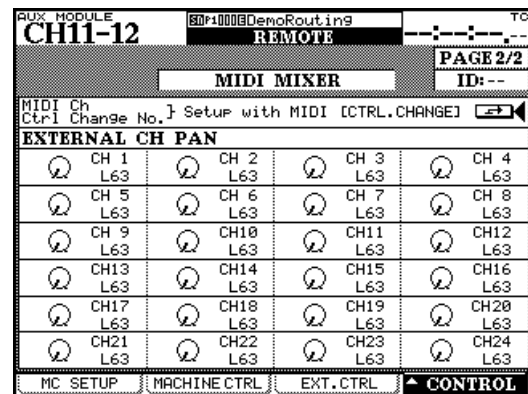 AUX MODULE
CH11-12
0000DemoRouting
REMOTE
TC
--:--:--.--
PAGE 2/2
MIDI MIXER
ID: --
MIDI Ch
Ctrl Change No.} Setup with MIDI [CTRL.CHANGE]
EXTERNAL CH PAN
CH 1 CH 2 CH 3 CH 4
L63 L63 L63 L63
CH 5 CH 6 CH 7 CH 8
L63 L63 L63 L63
CH 9 CH10 CH11 CH12
L63 L63 L63 L63
CH13 CH14 CH15 CH16
L63 L63 L63 L63
CH17 CH18 CH19 CH20
L63 L63 L63 L63
CH21 CH22 CH23 CH24
L63 L63 L63 L63
MC SETUP MACHINE CTRL EXT.CTRL ▲ CONTROL